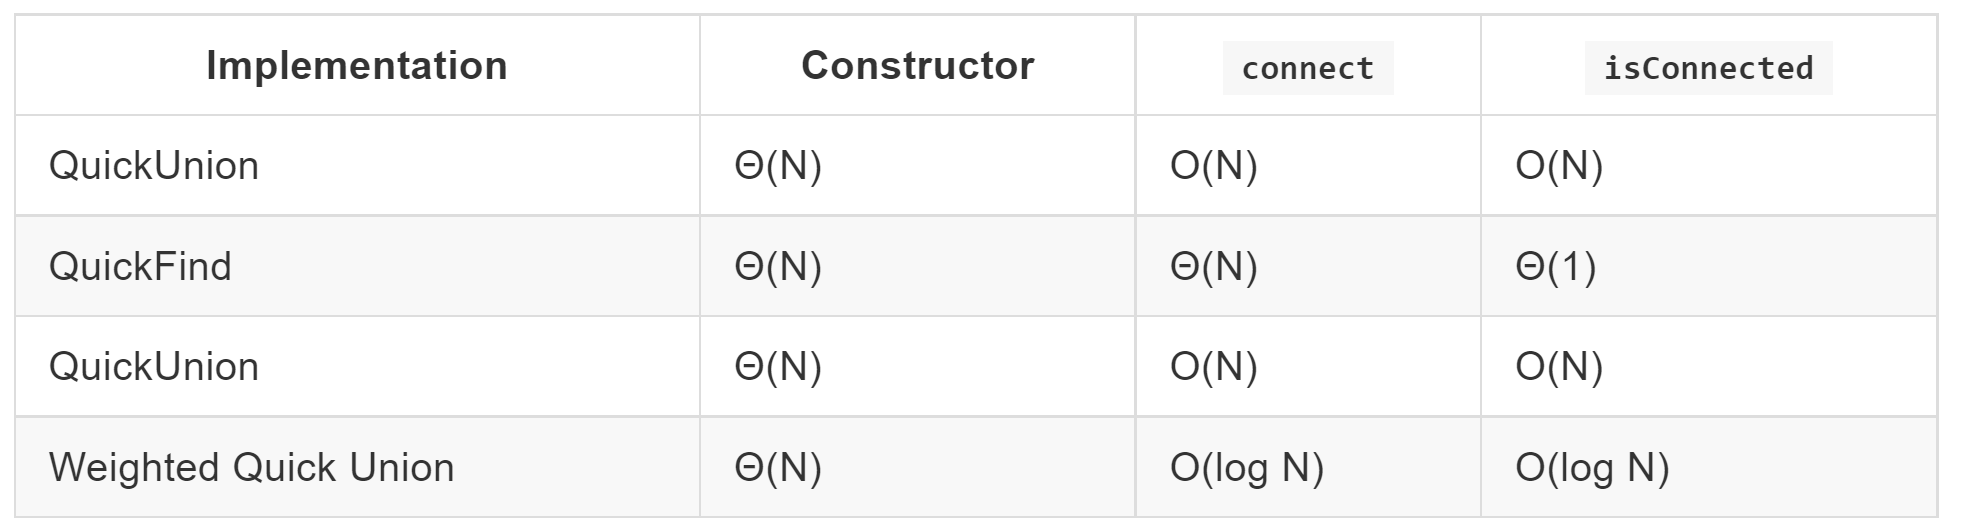 Implementation Constructor connect isConnected
QuickUnion Θ(N) O(N) O(N)
QuickFind Θ(N) Θ(N) Θ(1)
QuickUnion Θ(N) O(N) O(N)
Weighted Quick Union Θ(N) O(log N) O(log N)